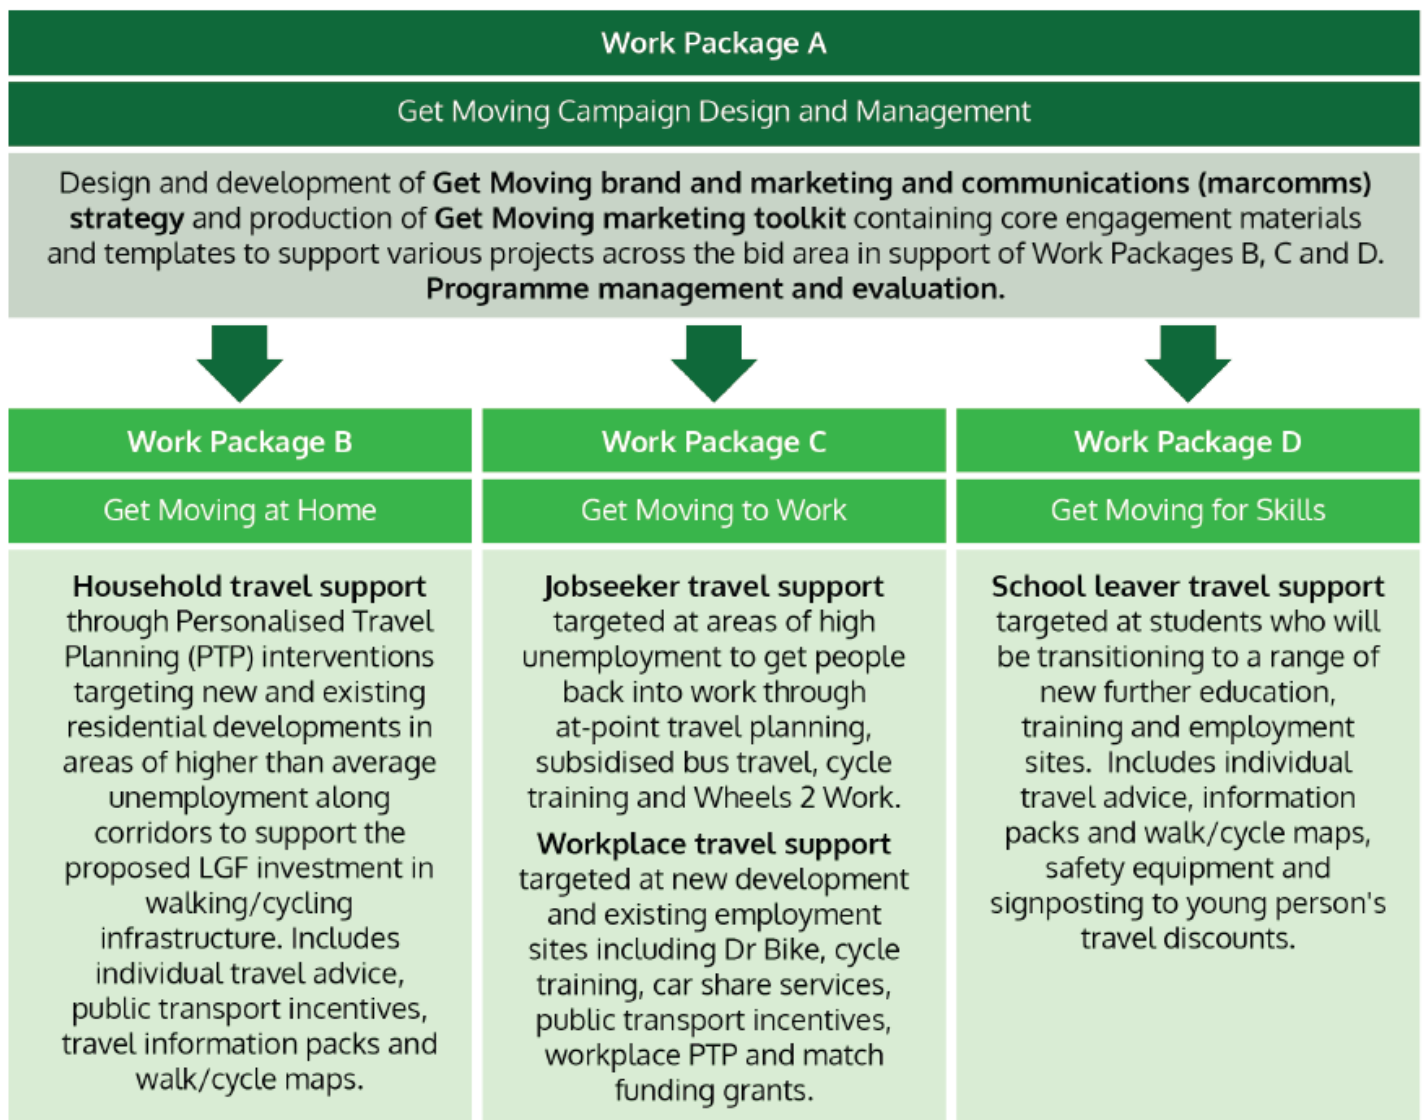 Work Package A
Get Moving Campaign Design and Management
Design and development of Get Moving brand and marketing and communications (marcomms)
strategy and production of Get Moving marketing toolkit containing core engagement materials
and templates to support various projects across the bid area in support of Work Packages B, C and D.
Programme management and evaluation.
Work Package B
Get Moving at Home
Household travel support
through Personalised Travel
Planning (PTP) interventions
targeting new and existing
residential developments in
areas of higher than average
unemployment along
corridors to support the
proposed LGF investment in
walking/cycling
infrastructure. Includes
individual travel advice,
public transport incentives,
travel information packs and
walk/cycle maps.
Work Package C
Get Moving to Work
Jobseeker travel support
targeted at areas of high
unemployment to get people
back into work through
at-point travel planning,
subsidised bus travel, cycle
training and Wheels 2 Work.
Workplace travel support
targeted at new development
and existing employment
sites including Dr Bike, cycle
training, car share services,
public transport incentives,
workplace PTP and match
funding grants.
Work Package D
Get Moving for Skills
School leaver travel support
targeted at students who will
be transitioning to a range of
new further education,
training and employment
sites.  Includes individual
travel advice, information
packs and walk/cycle maps,
safety equipment and
signposting to young person's
travel discounts.